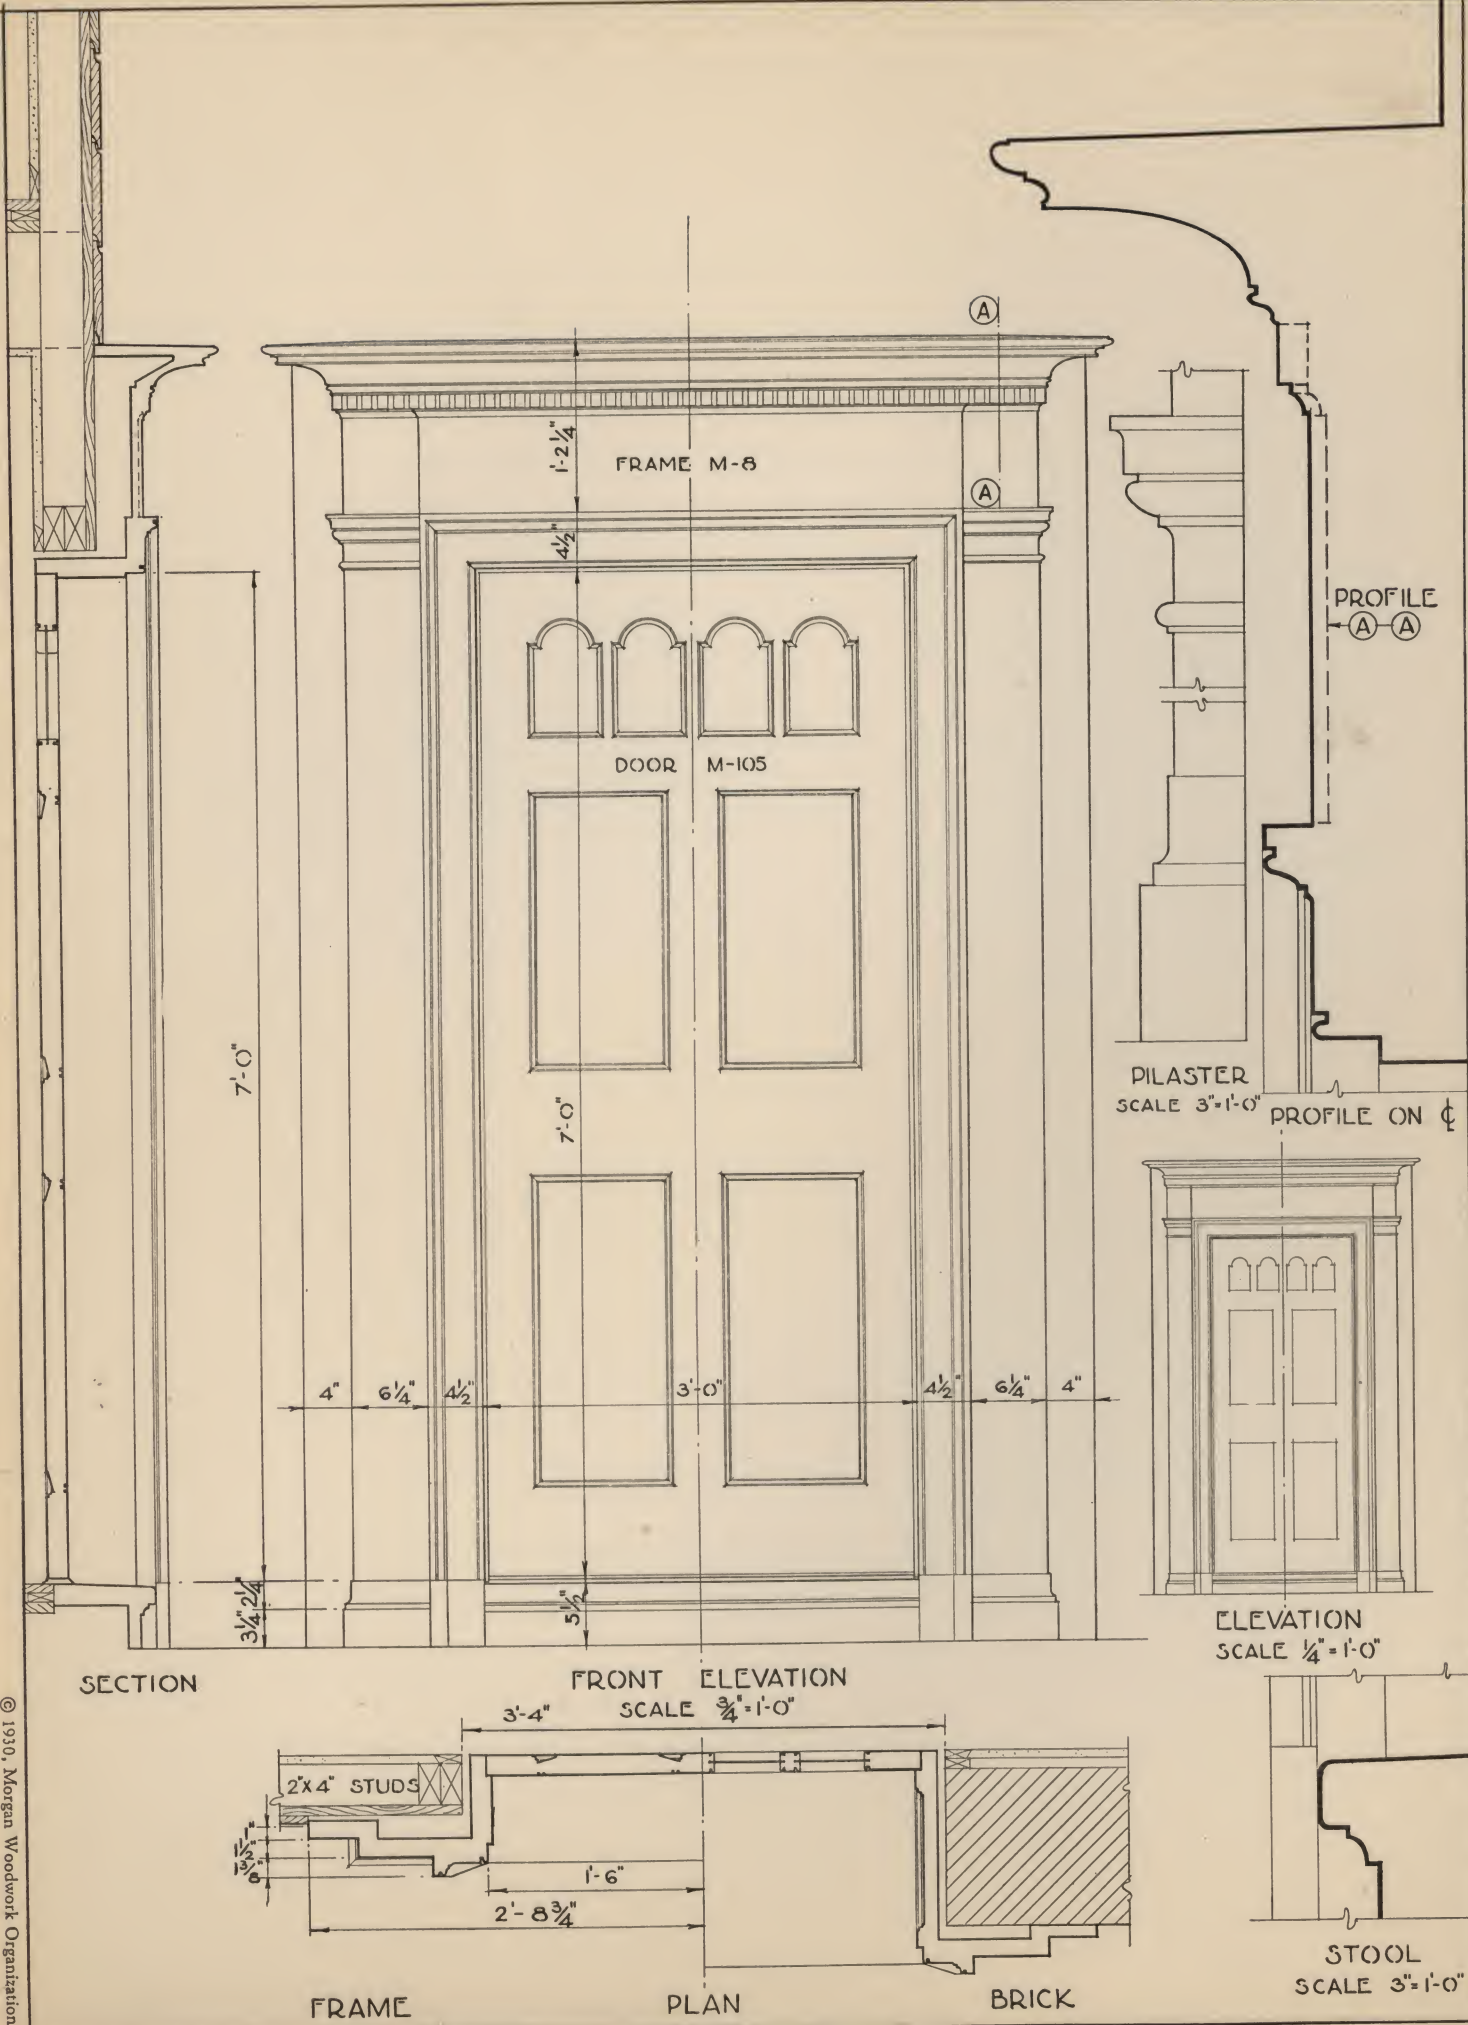 A
1'-2¼"
FRAME M-8
A
4½"
PROFILE
A A
DOOR M-105
7'-0"
7'-0"
PILASTER
SCALE 3"=1'-0"
PROFILE ON ℄
4" 6¼" 4½" 3'-0" 4½" 6¼" 4"
2¼"
3¼"
5½"
ELEVATION
SCALE ¼"=1'-0"
SECTION
FRONT ELEVATION
SCALE ¾"=1'-0"
3'-4"
2"X4" STUDS
1"
1½"
1⅜"
1'-6"
2'-8¾"
STOOL
SCALE 3"=1'-0"
FRAME
PLAN
BRICK
© 1930, Morgan Woodwork Organization